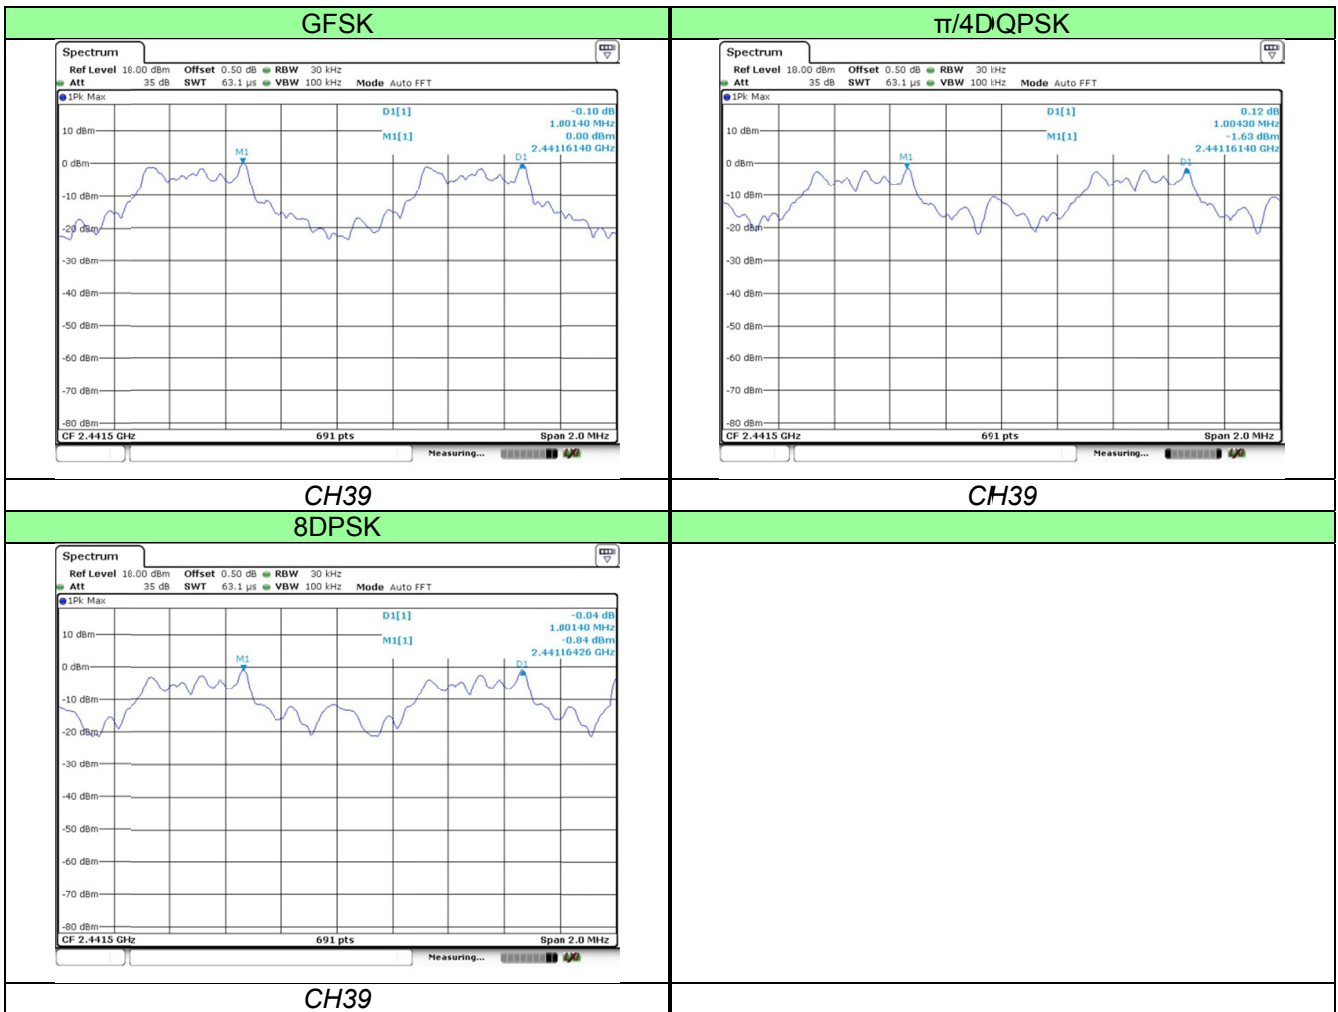 GFSK
Spectrum
Ref Level 18.00 dBm Offset 0.50 dB RBW 30 kHz
Att 35 dB SWT 63.1 µs VBW 100 kHz Mode Auto FFT
1Pk Max
D1[1] -0.10 dB
1.00140 MHz
M1[1] 0.00 dBm
2.44116140 GHz
10 dBm
M1
D1
0 dBm
-10 dBm
-20 dBm
-30 dBm
-40 dBm
-50 dBm
-60 dBm
-70 dBm
-80 dBm
CF 2.4415 GHz 691 pts Span 2.0 MHz
Measuring...
CH39
π/4DQPSK
Spectrum
Ref Level 18.00 dBm Offset 0.50 dB RBW 30 kHz
Att 35 dB SWT 63.1 µs VBW 100 kHz Mode Auto FFT
1Pk Max
D1[1] 0.12 dB
1.00430 MHz
M1[1] -1.63 dBm
2.44116140 GHz
10 dBm
M1
D1
0 dBm
-10 dBm
-20 dBm
-30 dBm
-40 dBm
-50 dBm
-60 dBm
-70 dBm
-80 dBm
CF 2.4415 GHz 691 pts Span 2.0 MHz
Measuring...
CH39
8DPSK
Spectrum
Ref Level 18.00 dBm Offset 0.50 dB RBW 30 kHz
Att 35 dB SWT 63.1 µs VBW 100 kHz Mode Auto FFT
1Pk Max
D1[1] -0.04 dB
1.00140 MHz
M1[1] -0.84 dBm
2.44116426 GHz
10 dBm
M1
D1
0 dBm
-10 dBm
-20 dBm
-30 dBm
-40 dBm
-50 dBm
-60 dBm
-70 dBm
-80 dBm
CF 2.4415 GHz 691 pts Span 2.0 MHz
Measuring...
CH39